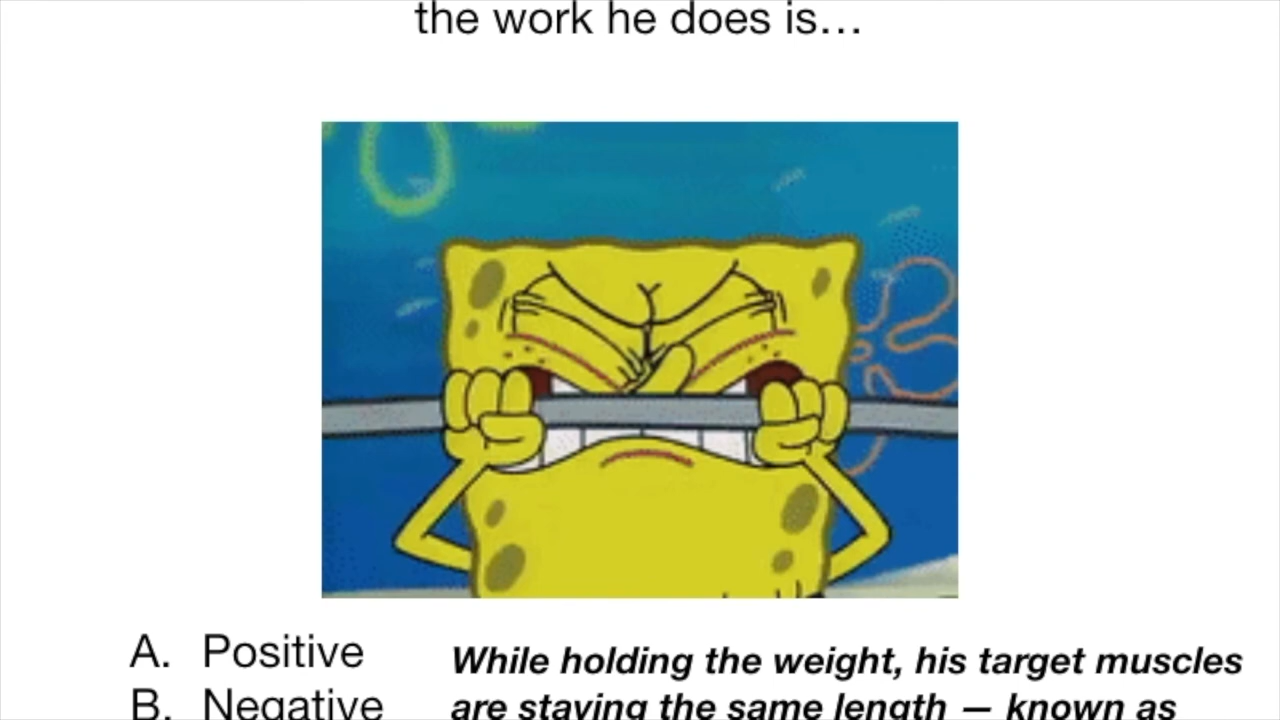 the work he does is…
A. Positive
While holding the weight, his target muscles
B. Negative
are staying the same length — known as